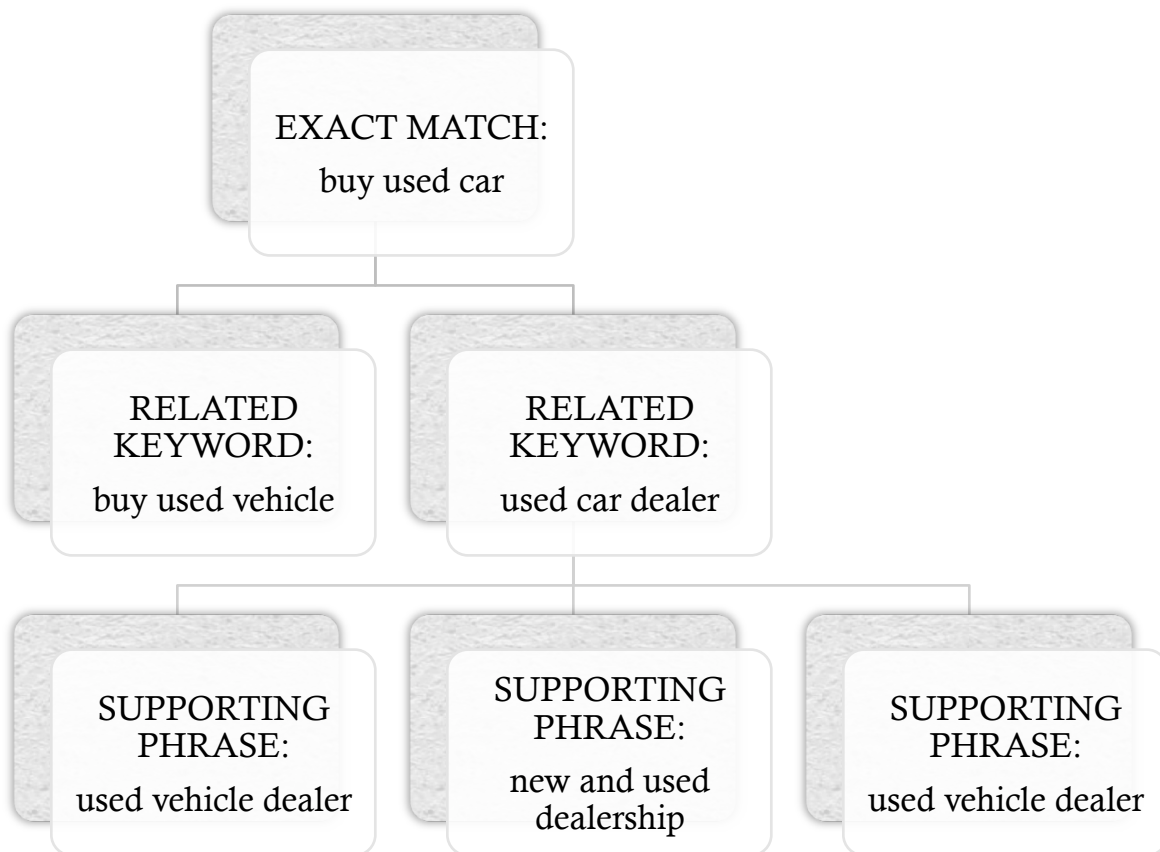 EXACT MATCH:
buy used car
RELATED
KEYWORD:
buy used vehicle
RELATED
KEYWORD:
used car dealer
SUPPORTING
PHRASE:
used vehicle dealer
SUPPORTING
PHRASE:
new and used
dealership
SUPPORTING
PHRASE:
used vehicle dealer